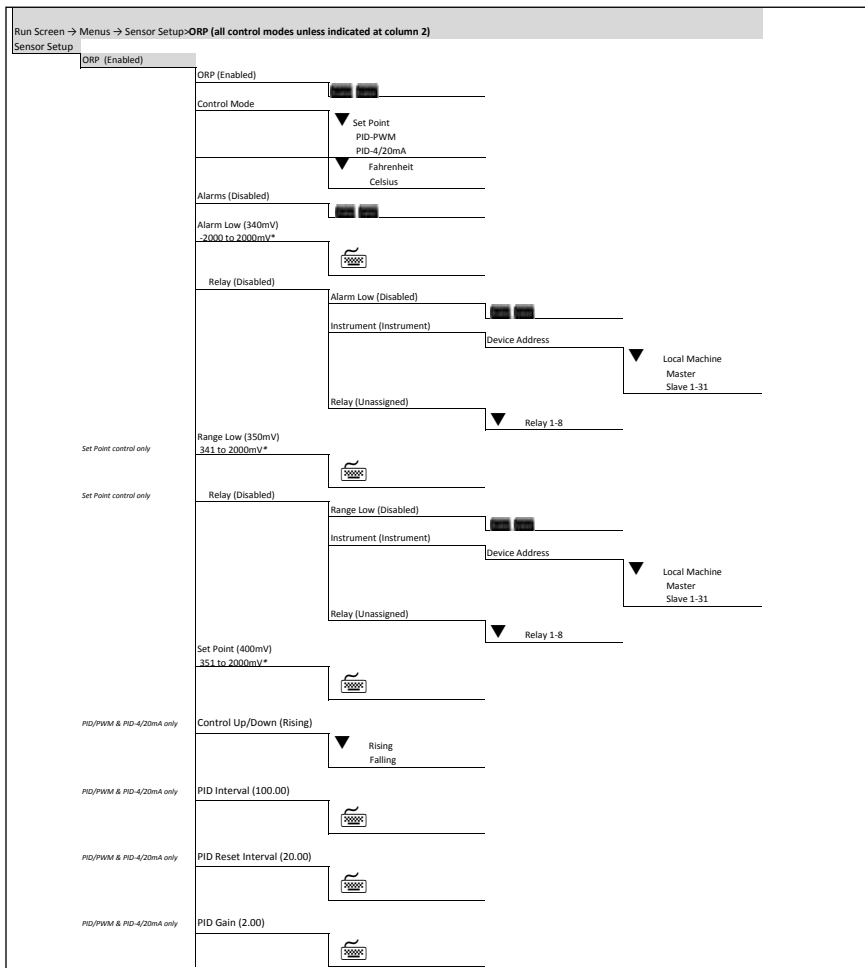 Run Screen → Menus → Sensor Setup>ORP (all control modes unless indicated at column 2)
Sensor Setup
ORP (Enabled)
ORP (Enabled)
Control Mode
Set Point
PID-PWM
PID-4/20mA
Fahrenheit
Celsius
Alarms (Disabled)
Alarm Low (340mV)
-2000 to 2000mV*
Relay (Disabled)
Alarm Low (Disabled)
Instrument (Instrument)
Device Address
Local Machine
Master
Slave 1-31
Relay (Unassigned)
Relay 1-8
Range Low (350mV)
Set Point control only
341 to 2000mV*
Set Point control only
Relay (Disabled)
Range Low (Disabled)
Instrument (Instrument)
Device Address
Local Machine
Master
Slave 1-31
Relay (Unassigned)
Relay 1-8
Set Point (400mV)
351 to 2000mV*
PID/PWM & PID-4/20mA only
Control Up/Down (Rising)
Rising
Falling
PID/PWM & PID-4/20mA only
PID Interval (100.00)
PID/PWM & PID-4/20mA only
PID Reset Interval (20.00)
PID/PWM & PID-4/20mA only
PID Gain (2.00)